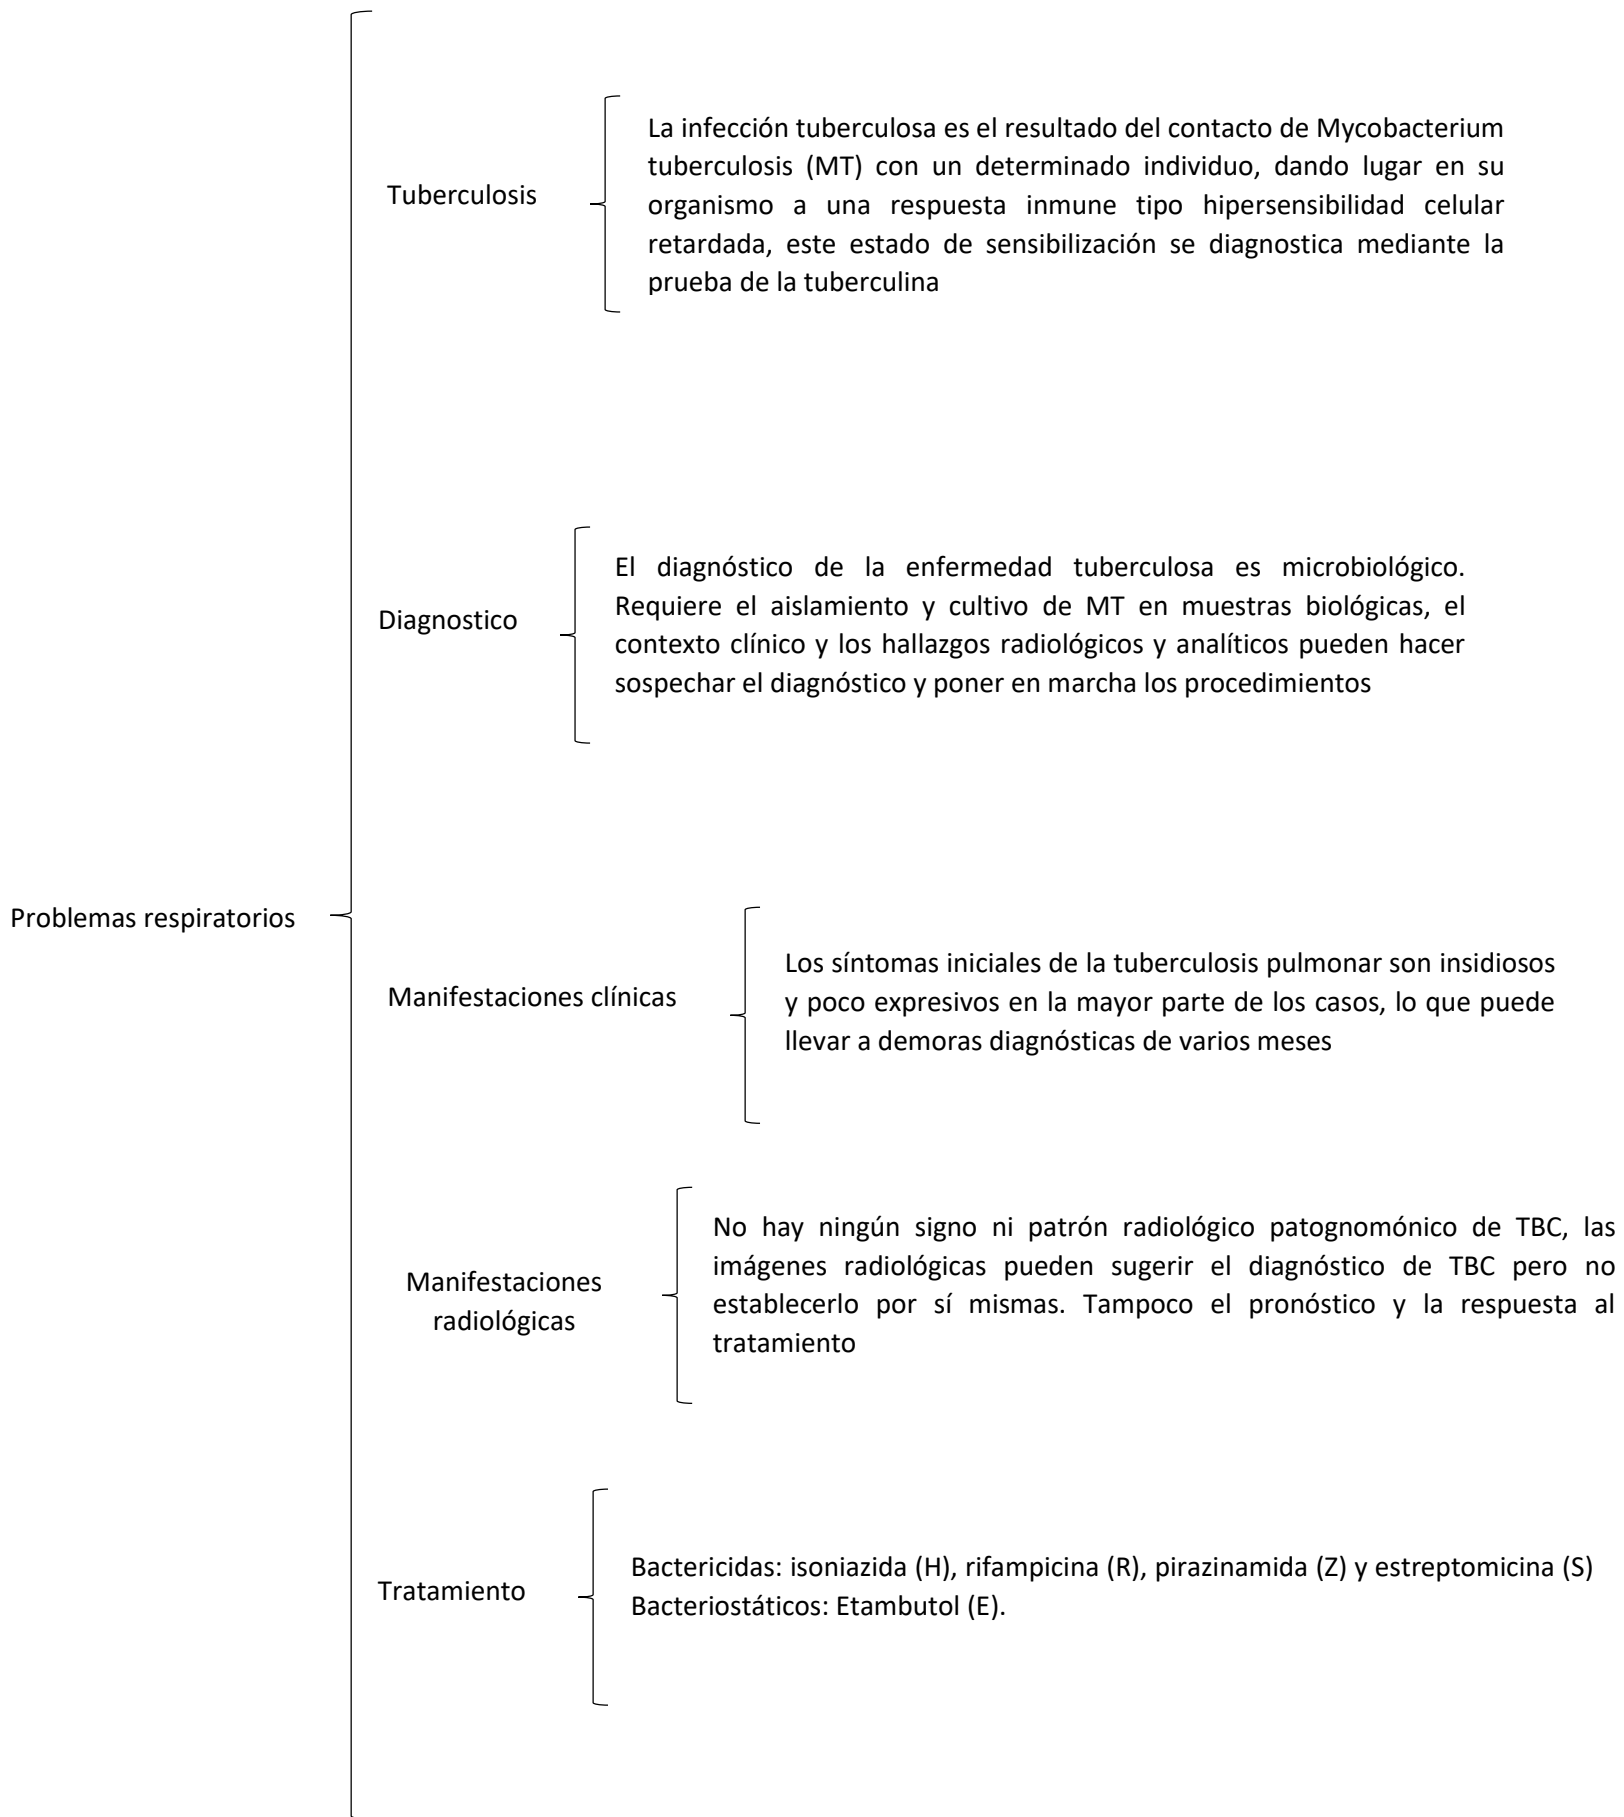 Tuberculosis
La infección tuberculosa es el resultado del contacto de Mycobacterium
tuberculosis (MT) con un determinado individuo, dando lugar en su
organismo a una respuesta inmune tipo hipersensibilidad celular
retardada, este estado de sensibilización se diagnostica mediante la
prueba de la tuberculina
Diagnostico
El diagnóstico de la enfermedad tuberculosa es microbiológico.
Requiere el aislamiento y cultivo de MT en muestras biológicas, el
contexto clínico y los hallazgos radiológicos y analíticos pueden hacer
sospechar el diagnóstico y poner en marcha los procedimientos
Problemas respiratorios
Manifestaciones clínicas
Los síntomas iniciales de la tuberculosis pulmonar son insidiosos
y poco expresivos en la mayor parte de los casos, lo que puede
llevar a demoras diagnósticas de varios meses
Manifestaciones
radiológicas
No hay ningún signo ni patrón radiológico patognomónico de TBC, las
imágenes radiológicas pueden sugerir el diagnóstico de TBC pero no
establecerlo por sí mismas. Tampoco el pronóstico y la respuesta al
tratamiento
Tratamiento
Bactericidas: isoniazida (H), rifampicina (R), pirazinamida (Z) y estreptomicina (S)
Bacteriostáticos: Etambutol (E).